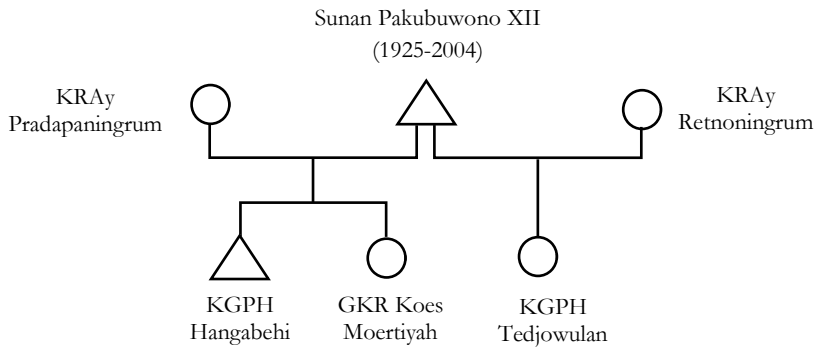 Sunan Pakubuwono XII
(1925-2004)
KRAy
Pradapaningrum
KRAy
Retnoningrum
KGPH
Hangabehi
GKR Koes
Moertiyah
KGPH
Tedjowulan